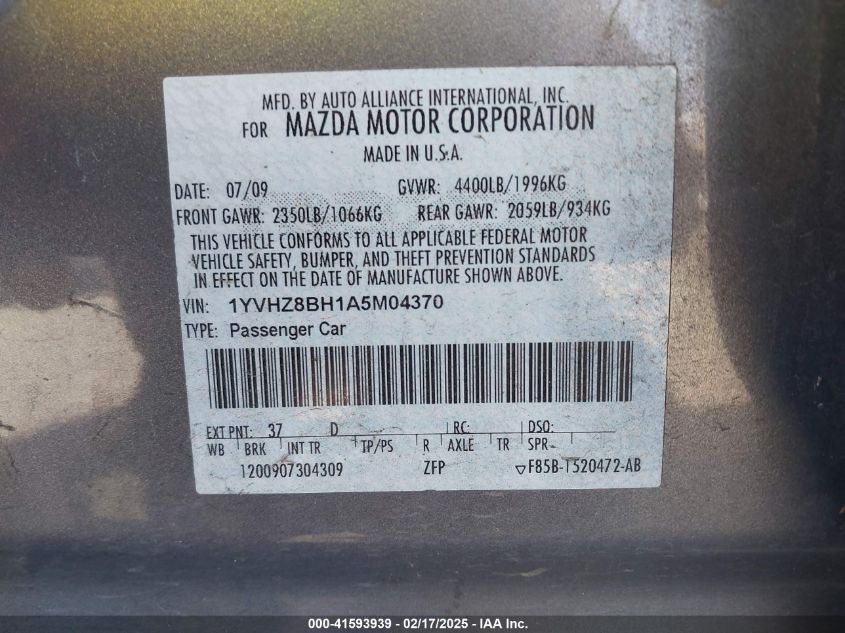 MFD. BY AUTO ALLIANCE INTERNATIONAL, INC.
FOR MAZDA MOTOR CORPORATION
MADE IN U.S.A.
DATE: 07/09 GVWR: 4400LB/1996KG
FRONT GAWR: 2350LB/1066KG REAR GAWR: 2059LB/934KG
THIS VEHICLE CONFORMS TO ALL APPLICABLE FEDERAL MOTOR
VEHICLE SAFETY, BUMPER, AND THEFT PREVENTION STANDARDS
IN EFFECT ON THE DATE OF MANUFACTURE SHOWN ABOVE.
VIN: 1YVHZ8BH1A5M04370
TYPE: Passenger Car
EXT PNT: 37 D RC: DSO:
WB BRK INT TR TP/PS R AXLE TR SPR
1200907304309 ZFP ▽F85B-1520472-AB
000-41593939 - 02/17/2025 - IAA Inc.